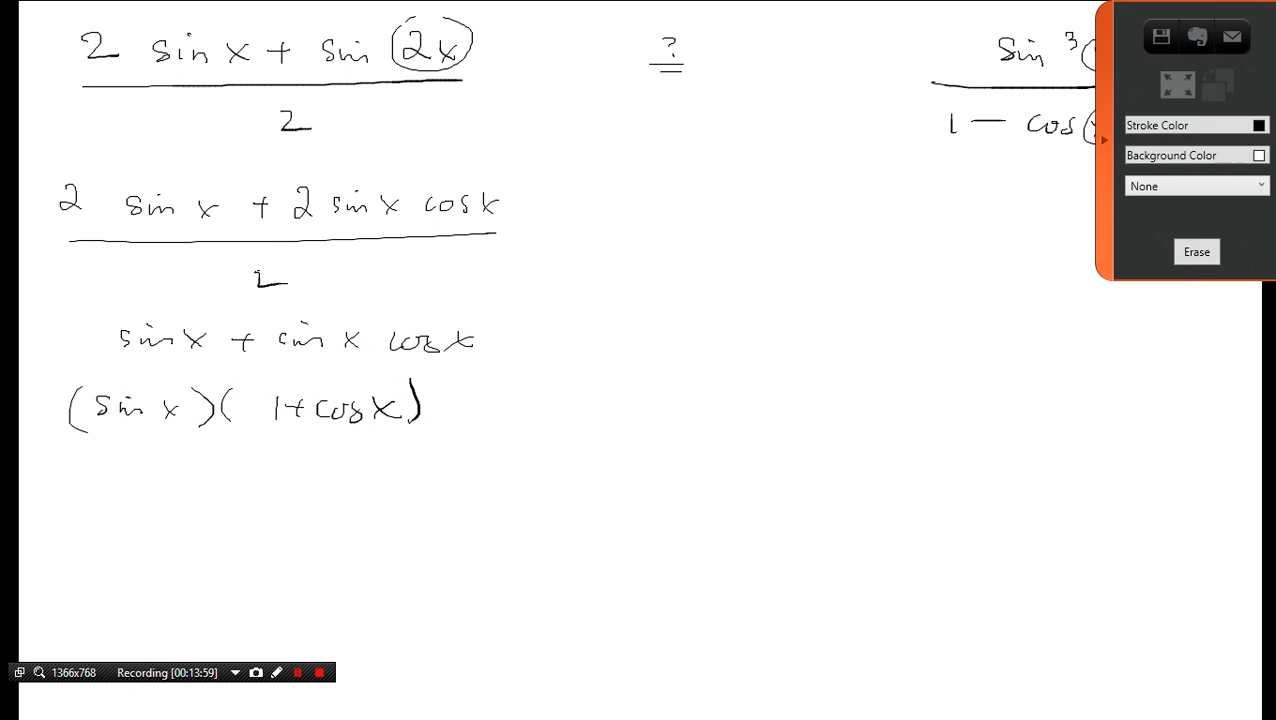 2 sin x + sin (2x)
2
?
=
sin ³ (
1 — cos (
2 sin x + 2 sin x cos x
2
sin x + sin x cos x
(sin x) ( 1 + cos x)
Stroke Color
Background Color
None
Erase
1366x768 Recording [00:13:59]